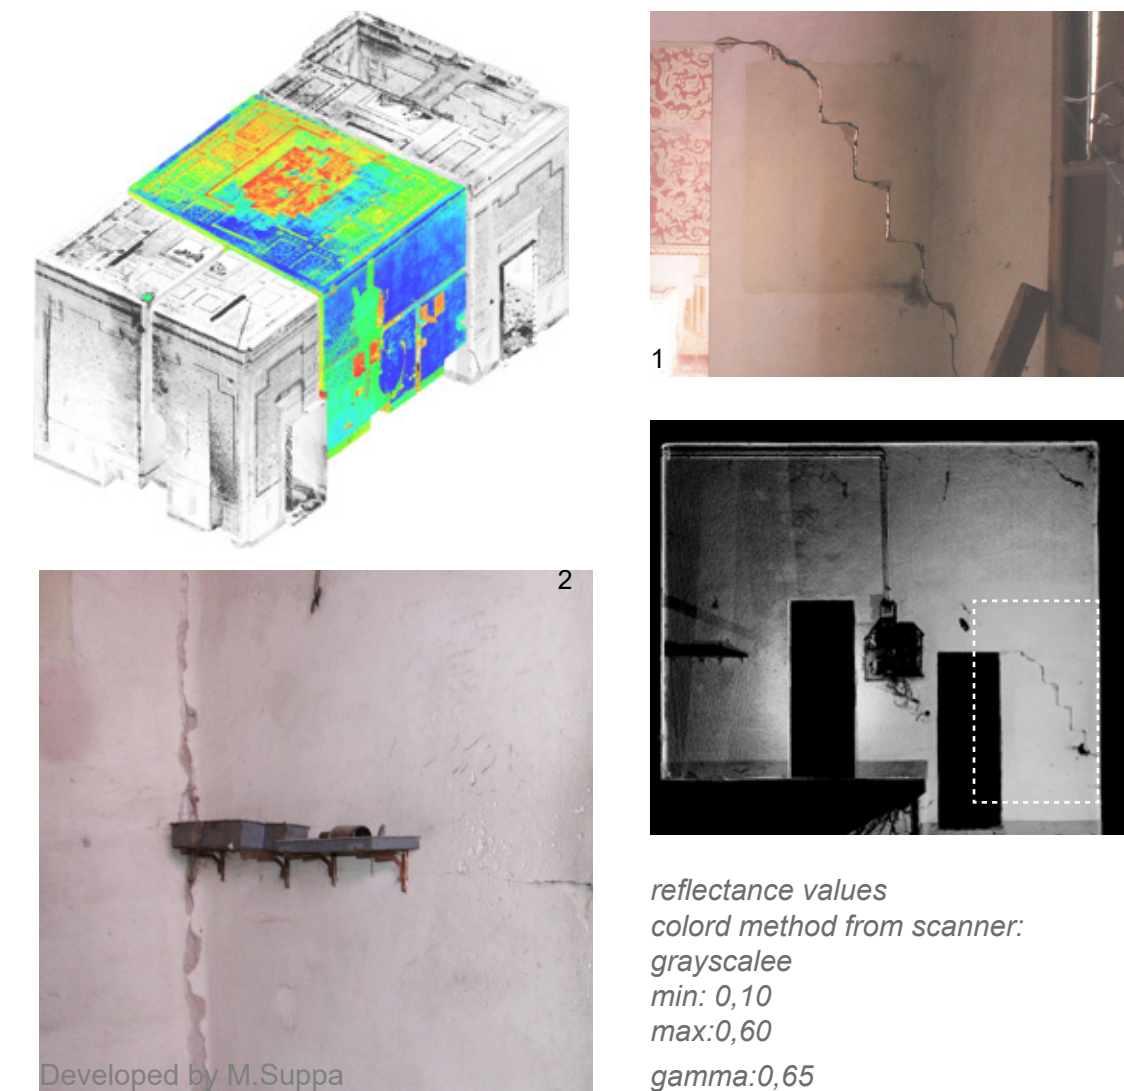 1
2
reflectance values
colord method from scanner:
grayscalee
min: 0,10
max:0,60
gamma:0,65
Developed by M.Suppa